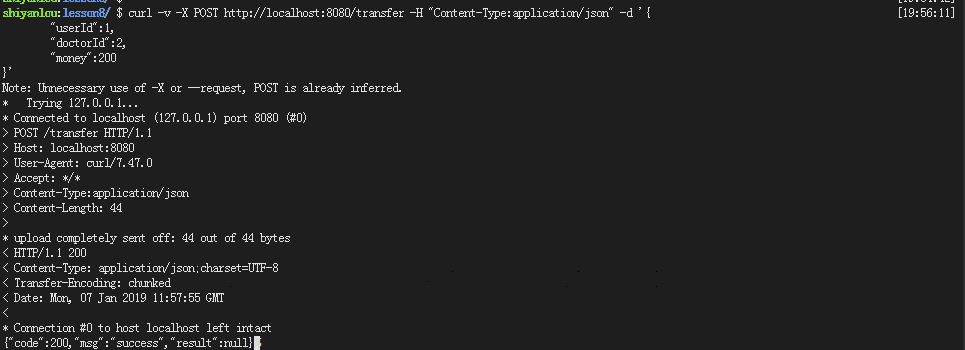 shiyanlou:lesson8/ $ curl -v -X POST http://localhost:8080/transfer -H "Content-Type:application/json" -d '{ [19:56:11]
"userId":1,
"doctorId":2,
"money":200
}'
Note: Unnecessary use of -X or --request, POST is already inferred.
*   Trying 127.0.0.1...
* Connected to localhost (127.0.0.1) port 8080 (#0)
> POST /transfer HTTP/1.1
> Host: localhost:8080
> User-Agent: curl/7.47.0
> Accept: */*
> Content-Type:application/json
> Content-Length: 44
>
* upload completely sent off: 44 out of 44 bytes
< HTTP/1.1 200
< Content-Type: application/json;charset=UTF-8
< Transfer-Encoding: chunked
< Date: Mon, 07 Jan 2019 11:57:55 GMT
<
* Connection #0 to host localhost left intact
{"code":200,"msg":"success","result":null}